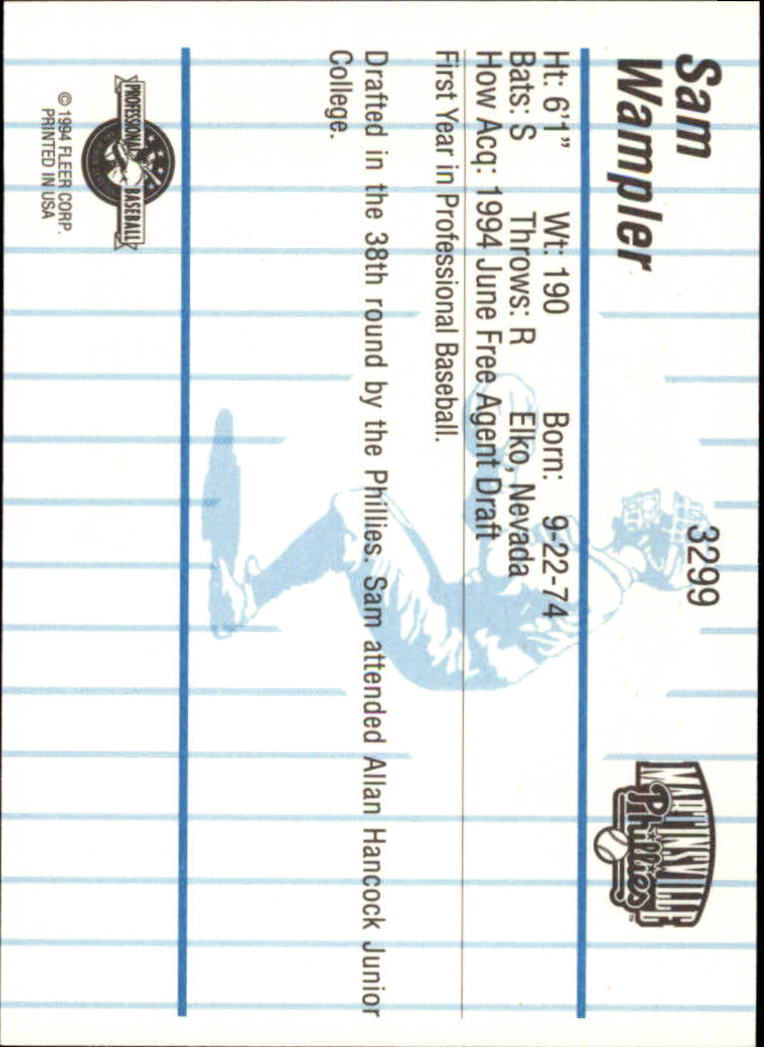 Sam
Wampler
3299
MARTINSVILLE
Phillies
Ht: 6'1" Wt: 190 Born: 9-22-74
Bats: S Throws: R Elko, Nevada
How Acq: 1994 June Free Agent Draft
First Year in Professional Baseball.
Drafted in the 38th round by the Phillies. Sam attended Allan Hancock Junior
College.
PROFESSIONAL BASEBALL
© 1994 FLEER CORP.
PRINTED IN USA